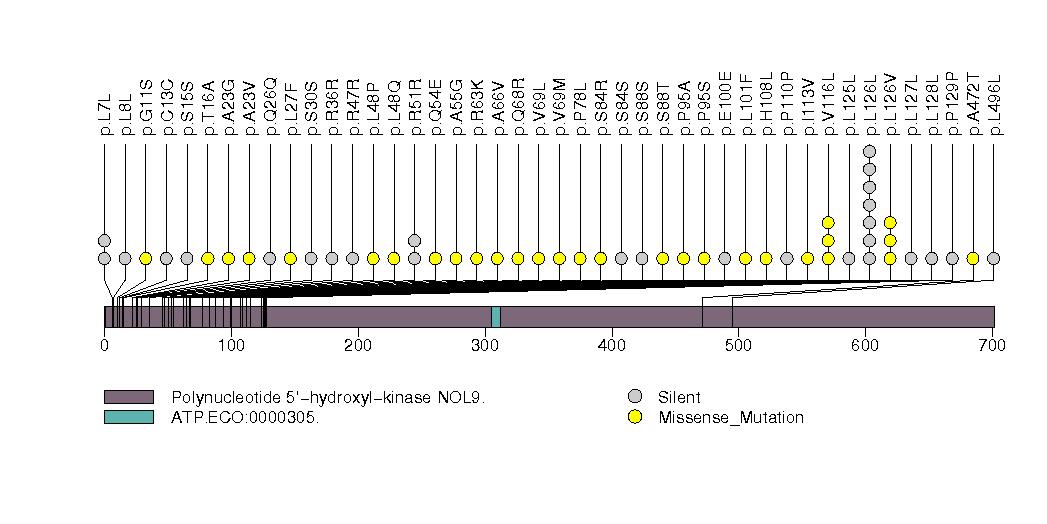 p.L7L p.L8L p.G11S p.C13C p.S15S p.T16A p.A23G p.A23V p.Q26Q p.L27F p.S30S p.R36R p.R47R p.L48P p.L48Q p.R51R p.Q54E p.A55G p.R63K p.A66V p.Q68R p.V69L p.V69M p.P78L p.S84R p.S84S p.S88S p.S88T p.P95A p.P95S p.E100E p.L101F p.H108L p.P110P p.I113V p.V116L p.L125L p.L126L p.L126V p.L127L p.L128L p.P129P p.A472T p.L496L
0 100 200 300 400 500 600 700
Polynucleotide 5'−hydroxyl−kinase NOL9. Silent
ATP.ECO:0000305. Missense_Mutation